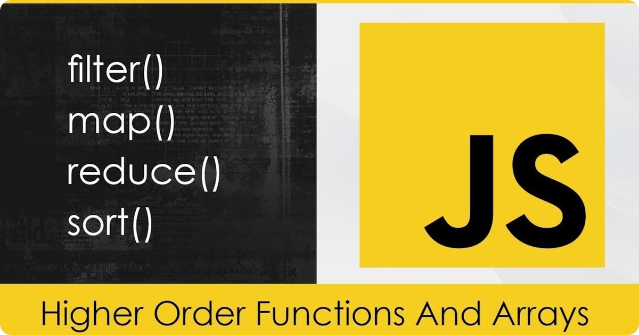 filter()
map()
reduce()
sort()
JS
Higher Order Functions And Arrays